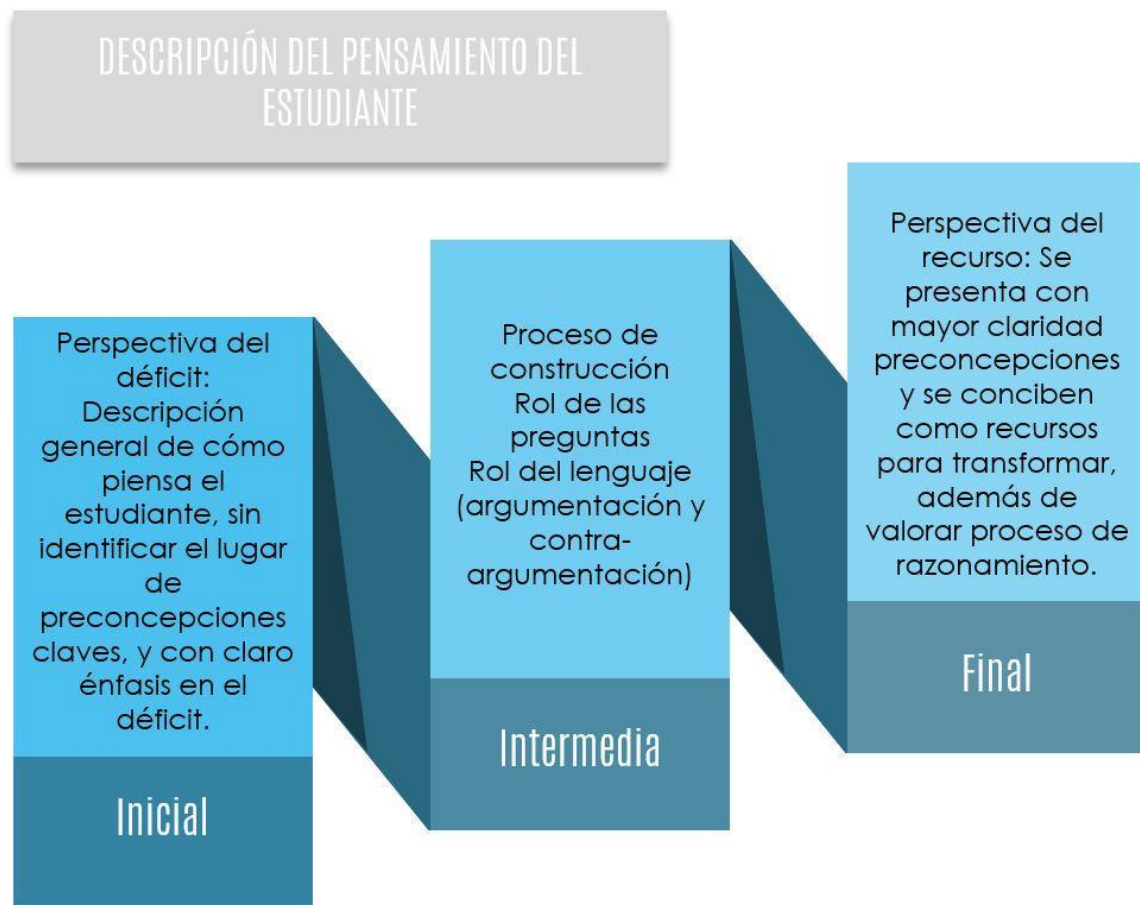 DESCRIPCIÓN DEL PENSAMIENTO DEL
ESTUDIANTE
Perspectiva del
déficit:
Descripción
general de cómo
piensa el
estudiante, sin
identificar el lugar
de
preconcepciones
claves, y con claro
énfasis en el
déficit.
Inicial
Proceso de
construcción
Rol de las
preguntas
Rol del lenguaje
(argumentación y
contra-
argumentación)
Intermedia
Perspectiva del
recurso: Se
presenta con
mayor claridad
preconcepciones
y se conciben
como recursos
para transformar,
además de
valorar proceso de
razonamiento.
Final